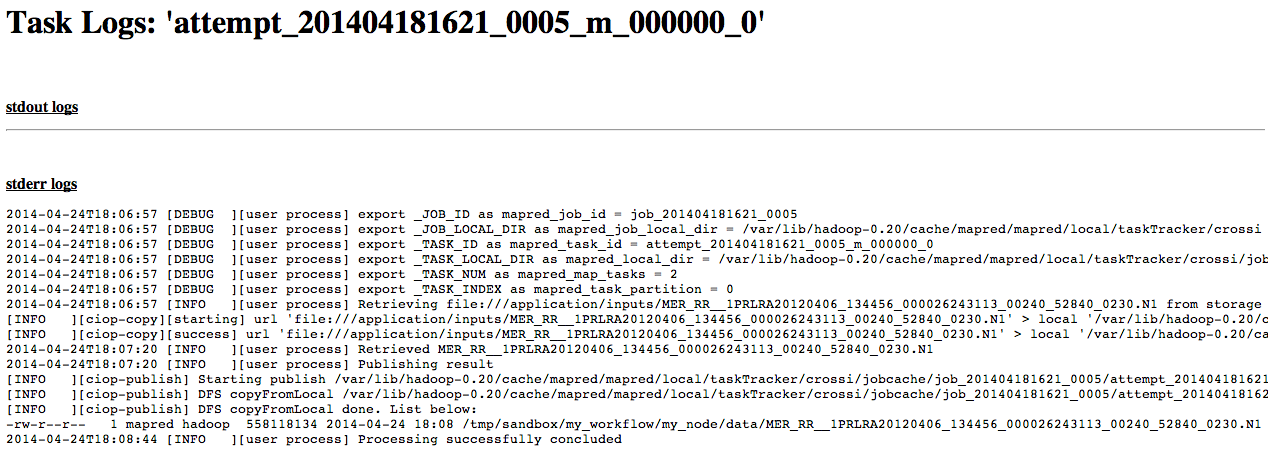 Task Logs: 'attempt_201404181621_0005_m_000000_0'
stdout logs
stderr logs
2014-04-24T18:06:57 [DEBUG  ][user process] export _JOB_ID as mapred_job_id = job_201404181621_0005
2014-04-24T18:06:57 [DEBUG  ][user process] export _JOB_LOCAL_DIR as mapred_job_local_dir = /var/lib/hadoop-0.20/cache/mapred/mapred/local/taskTracker/crossi
2014-04-24T18:06:57 [DEBUG  ][user process] export _TASK_ID as mapred_task_id = attempt_201404181621_0005_m_000000_0
2014-04-24T18:06:57 [DEBUG  ][user process] export _TASK_LOCAL_DIR as mapred_local_dir = /var/lib/hadoop-0.20/cache/mapred/mapred/local/taskTracker/crossi/job
2014-04-24T18:06:57 [DEBUG  ][user process] export _TASK_NUM as mapred_map_tasks = 2
2014-04-24T18:06:57 [DEBUG  ][user process] export _TASK_INDEX as mapred_task_partition = 0
2014-04-24T18:06:57 [INFO   ][user process] Retrieving file:///application/inputs/MER_RR__1PRLRA20120406_134456_000026243113_00240_52840_0230.N1 from storage
[INFO   ][ciop-copy][starting] url 'file:///application/inputs/MER_RR__1PRLRA20120406_134456_000026243113_00240_52840_0230.N1' > local '/var/lib/hadoop-0.20/c
[INFO   ][ciop-copy][success] url 'file:///application/inputs/MER_RR__1PRLRA20120406_134456_000026243113_00240_52840_0230.N1' > local '/var/lib/hadoop-0.20/ca
2014-04-24T18:07:20 [INFO   ][user process] Retrieved MER_RR__1PRLRA20120406_134456_000026243113_00240_52840_0230.N1
2014-04-24T18:07:20 [INFO   ][user process] Publishing result
[INFO   ][ciop-publish] Starting publish /var/lib/hadoop-0.20/cache/mapred/mapred/local/taskTracker/crossi/jobcache/job_201404181621_0005/attempt_201404181621
[INFO   ][ciop-publish] DFS copyFromLocal /var/lib/hadoop-0.20/cache/mapred/mapred/local/taskTracker/crossi/jobcache/job_201404181621_0005/attempt_20140418162
[INFO   ][ciop-publish] DFS copyFromLocal done. List below:
-rw-r--r--   1 mapred hadoop  558118134 2014-04-24 18:08 /tmp/sandbox/my_workflow/my_node/data/MER_RR__1PRLRA20120406_134456_000026243113_00240_52840_0230.N1
2014-04-24T18:08:44 [INFO   ][user process] Processing successfully concluded